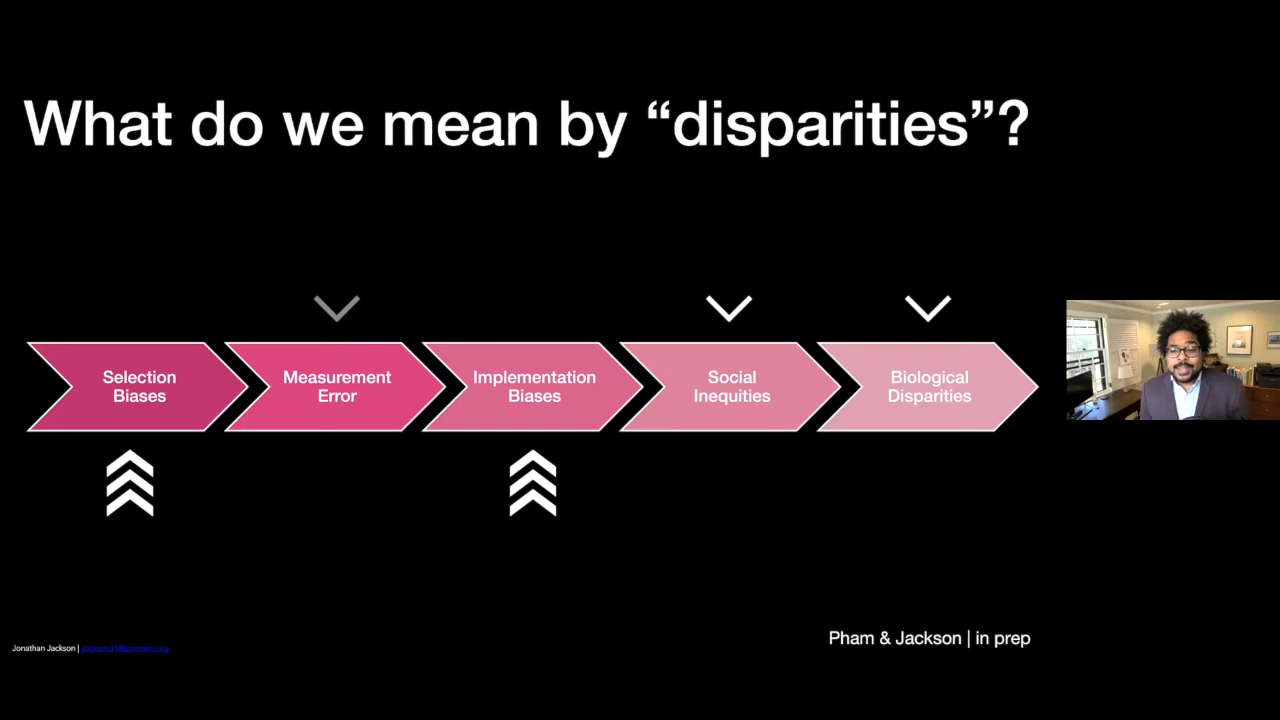 What do we mean by “disparities”?
Selection
Biases
Measurement
Error
Implementation
Biases
Social
Inequities
Biological
Disparities
Pham & Jackson | in prep
Jonathan Jackson |